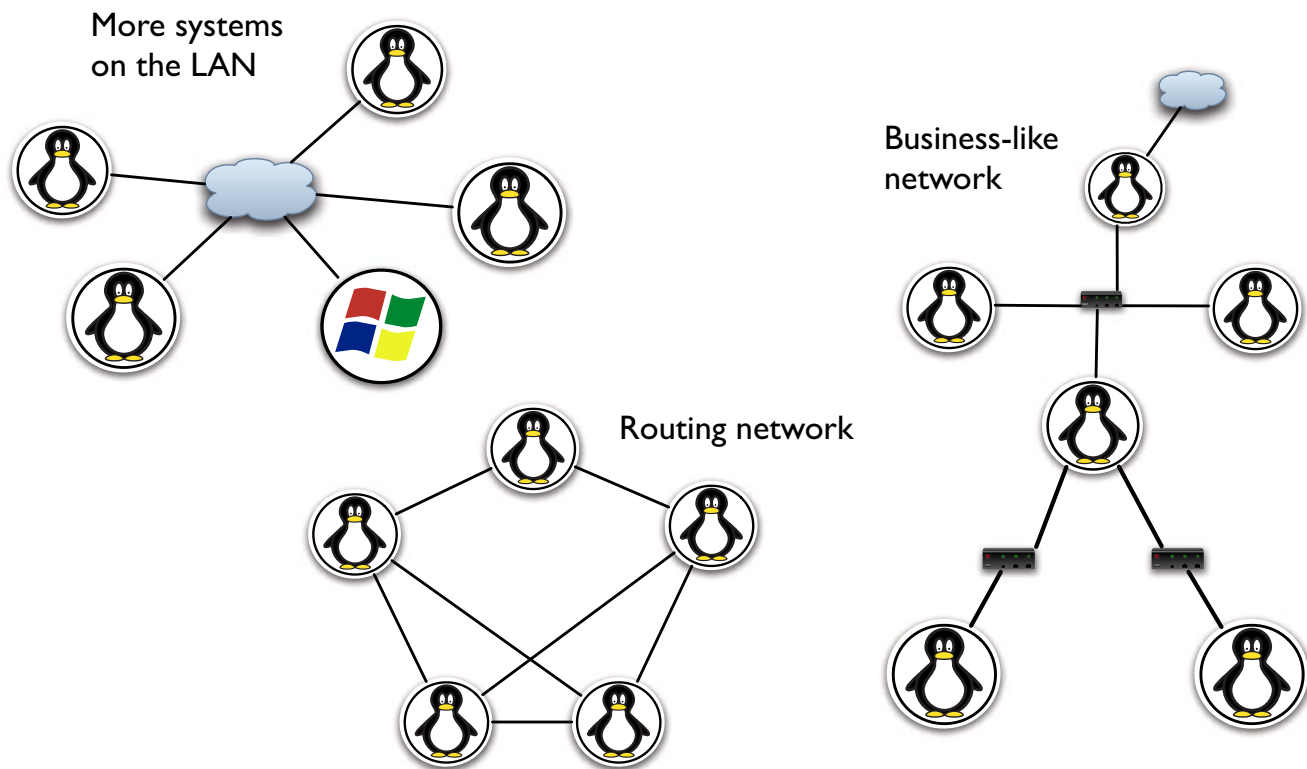 More systems
on the LAN
Business-like
network
Routing network